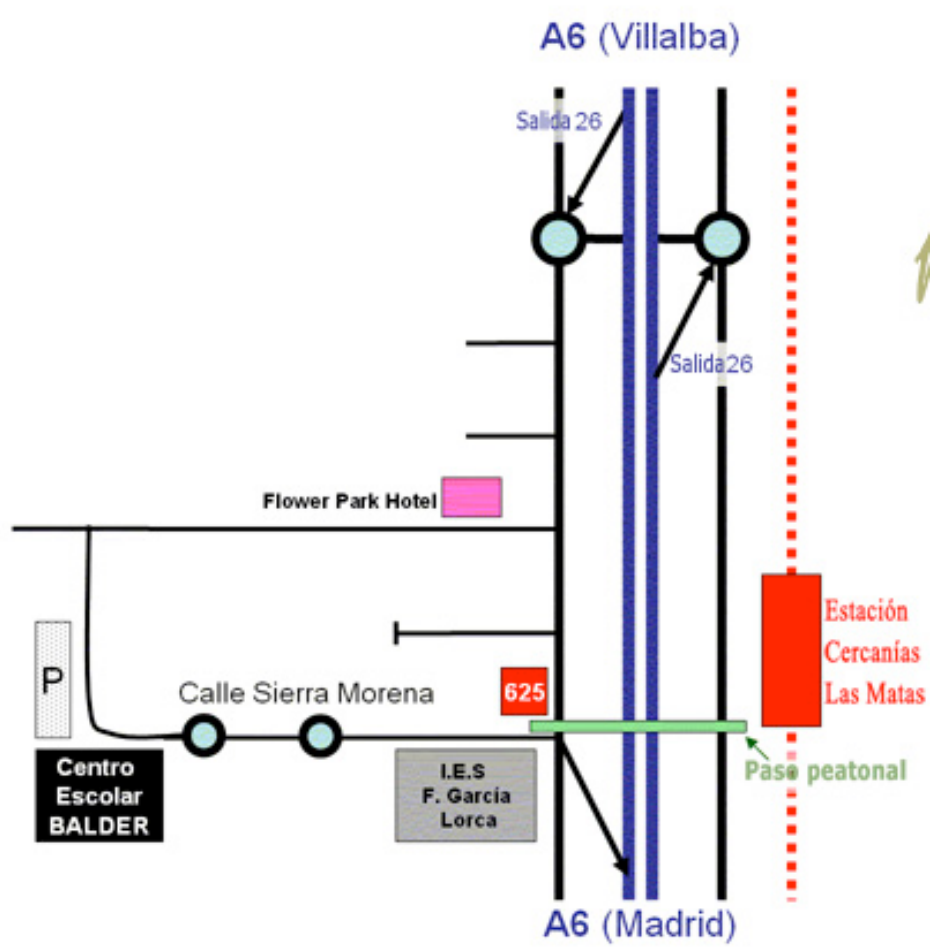 A6 (Villalba)
Salida 26
Salida 26
Flower Park Hotel
Estación
Cercanías
Las Matas
P
Calle Sierra Morena
625
Paso peatonal
Centro
Escolar
BALDER
I.E.S
F. García
Lorca
A6 (Madrid)